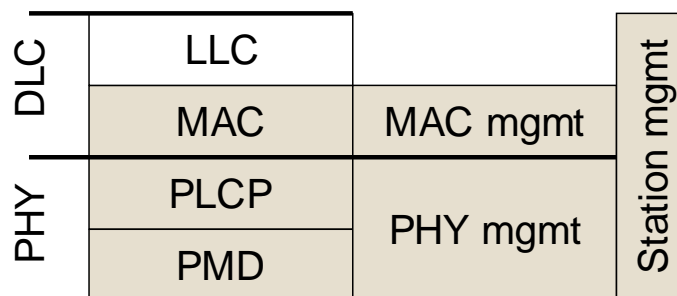 DLC
LLC
MAC
MAC mgmt
PHY
PLCP
PMD
PHY mgmt
Station mgmt